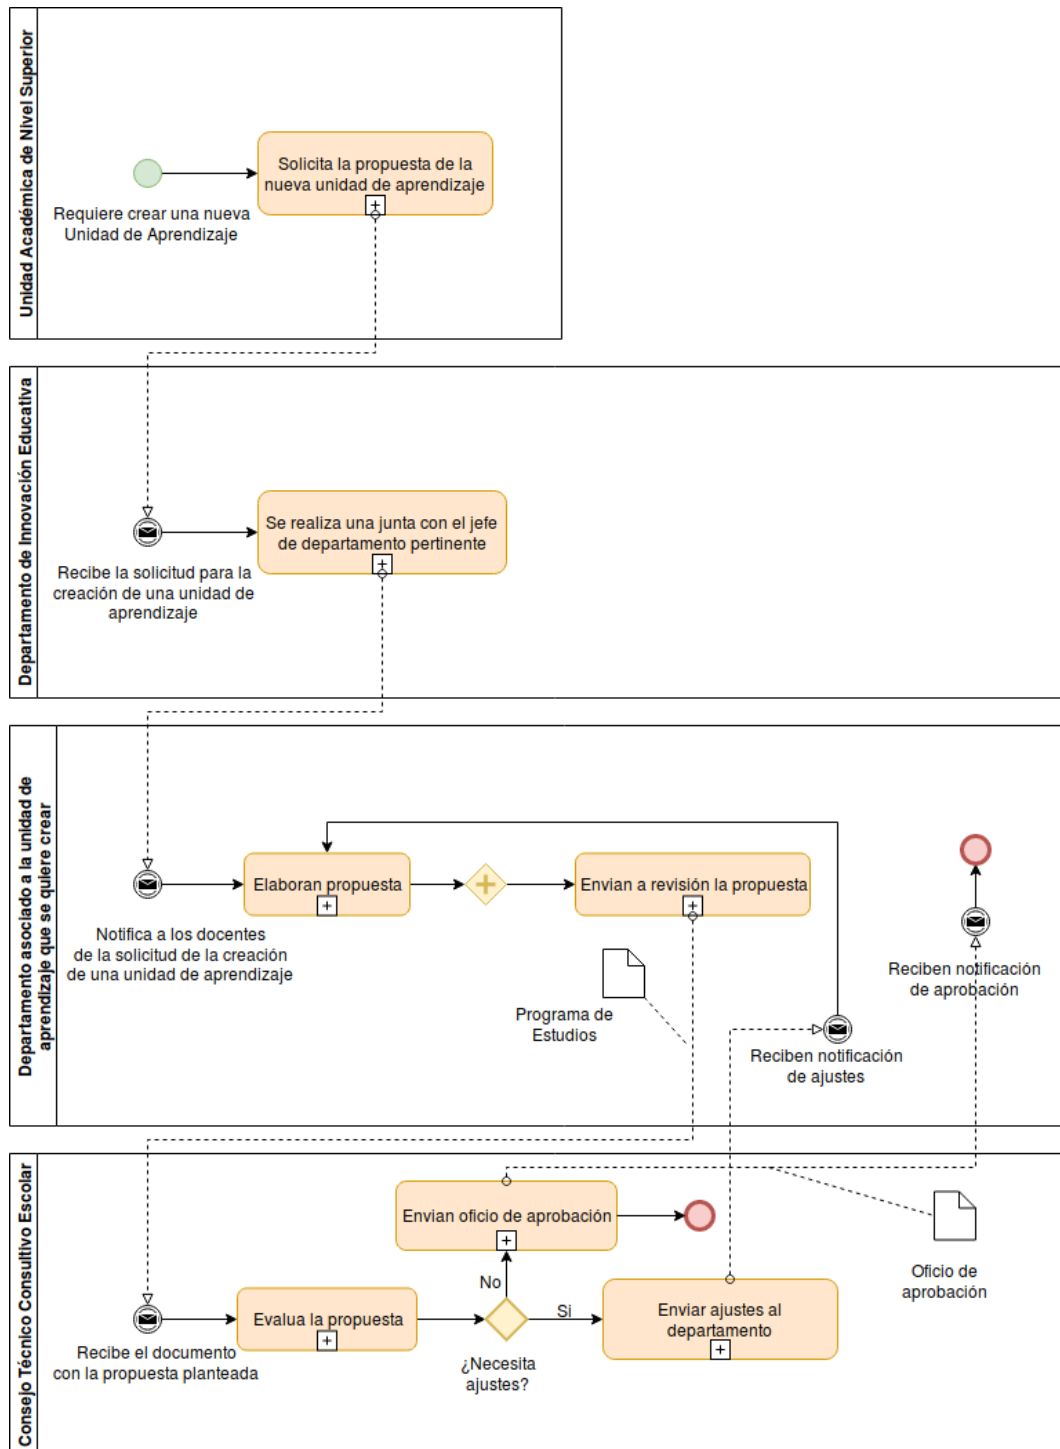 Unidad Académica de Nivel Superior
Solicita la propuesta de la
nueva unidad de aprendizaje
Requiere crear una nueva
Unidad de Aprendizaje
Departamento de Innovación Educativa
Se realiza una junta con el jefe
de departamento pertinente
Recibe la solicitud para la
creación de una unidad de
aprendizaje
Departamento asociado a la unidad de
aprendizaje que se quiere crear
Elaboran propuesta
Envian a revisión la propuesta
Notifica a los docentes
de la solicitud de la creación
de una unidad de aprendizaje
Programa de
Estudios
Reciben notificación
de aprobación
Reciben notificación
de ajustes
Consejo Técnico Consultivo Escolar
Envian oficio de aprobación
No
Oficio de
aprobación
Evalua la propuesta
Si
Enviar ajustes al
departamento
Recibe el documento
con la propuesta planteada
¿Necesita
ajustes?